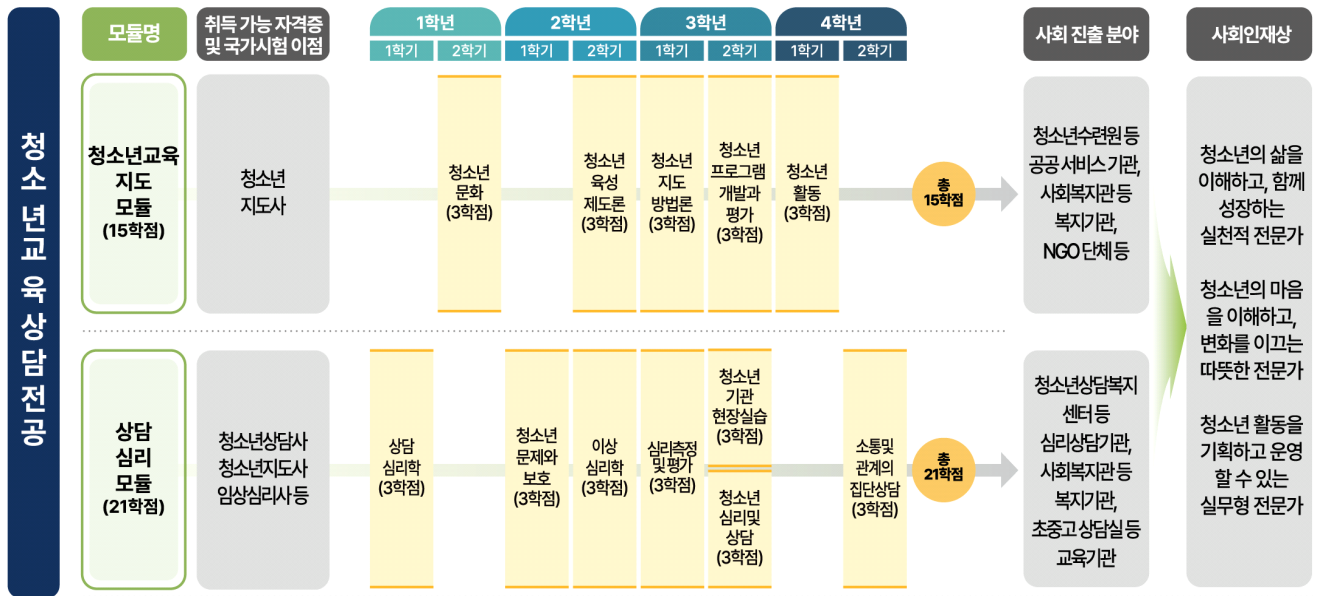 청소년교육상담전공
모듈명
취득 가능 자격증
및 국가시험 이점
1학년
2학년
3학년
4학년
1학기
2학기
1학기
2학기
1학기
2학기
1학기
2학기
사회 진출 분야
사회인재상
청소년교육
지도
모듈
(15학점)
청소년
지도사
청소년
문화
(3학점)
청소년
육성
제도론
(3학점)
청소년
지도
방법론
(3학점)
청소년
프로그램
개발과
평가
(3학점)
청소년
활동
(3학점)
총
15학점
청소년수련원 등
공공 서비스 기관,
사회복지관 등
복지기관,
NGO 단체 등
상담
심리
모듈
(21학점)
청소년상담사
청소년지도사
임상심리사 등
상담
심리학
(3학점)
청소년
문제와
보호
(3학점)
이상
심리학
(3학점)
심리측정
및 평가
(3학점)
청소년
기관
현장실습
(3학점)
청소년
심리 및
상담
(3학점)
소통 및
관계의
집단상담
(3학점)
총
21학점
청소년상담복지
센터 등
심리상담기관,
사회복지관 등
복지기관,
초중고 상담실 등
교육기관
청소년의 삶을
이해하고, 함께
성장하는
실천적 전문가
청소년의 마음
을 이해하고,
변화를 이끄는
따뜻한 전문가
청소년 활동을
기획하고 운영
할 수 있는
실무형 전문가